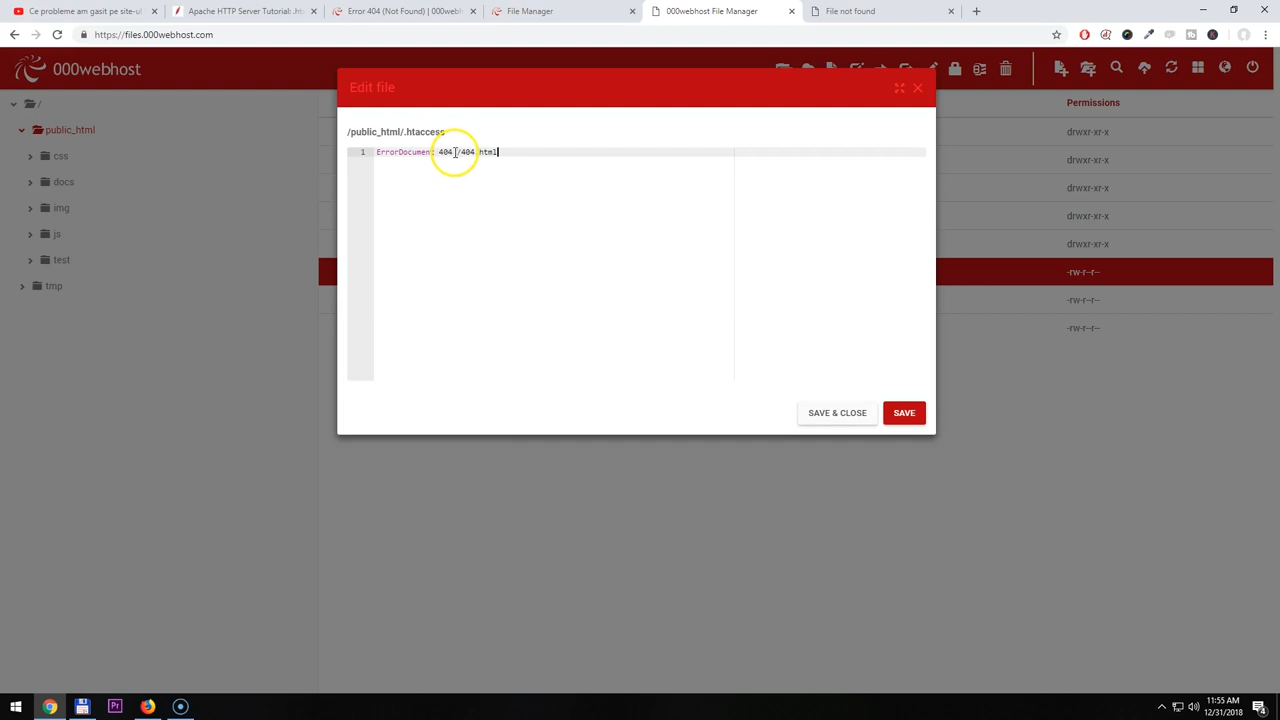 Ce probleme am gasit pe site-ul
Apache HTTP Server Tutorial: .ht
Error 404 (Not Found) | 000webh
File Manager
000webhost File Manager
File not found
https://files.000webhost.com
000webhost
Edit file
/public_html/.htaccess
1 ErrorDocument 404 /404.html
SAVE & CLOSE
SAVE
/
public_html
css
docs
img
js
test
tmp
Permissions
drwxr-xr-x
drwxr-xr-x
drwxr-xr-x
drwxr-xr-x
drwxr-xr-x
-rw-r--r--
-rw-r--r--
-rw-r--r--
Pr
11:55 AM
12/31/2018
4